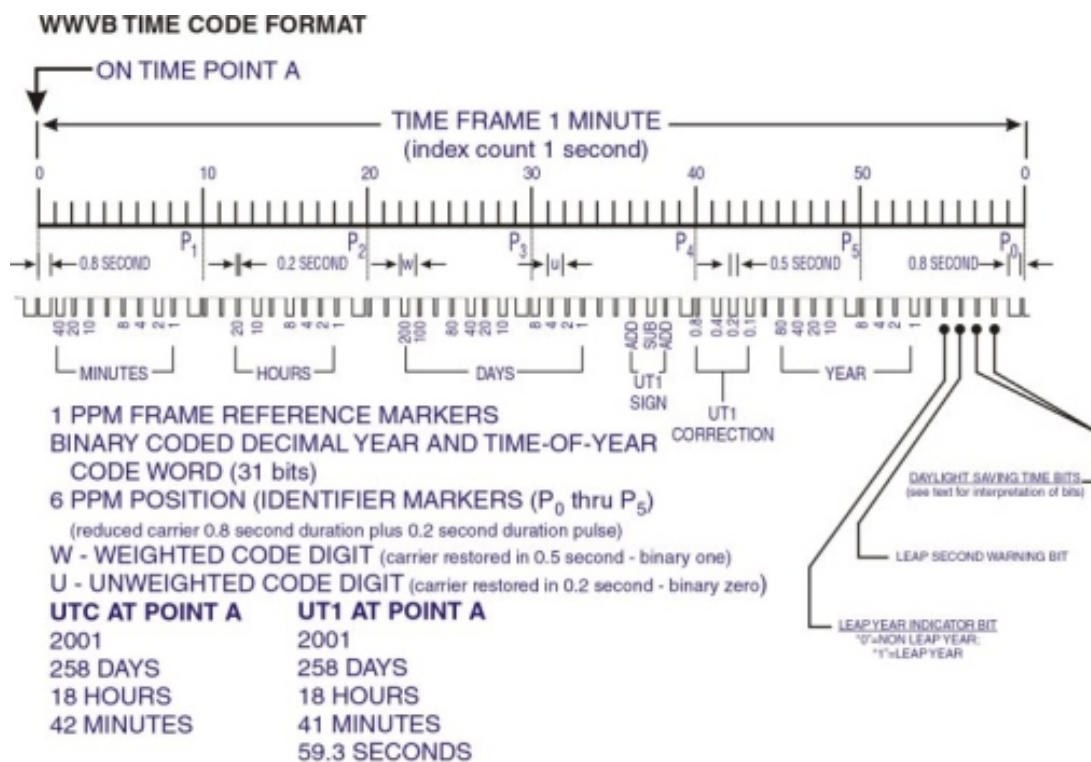 WWVB TIME CODE FORMAT
ON TIME POINT A
TIME FRAME 1 MINUTE
(index count 1 second)
0 10 20 30 40 50 0
P1 P2 P3 P4 P5 P0
0.8 SECOND 0.2 SECOND w u 0.5 SECOND 0.8 SECOND
40 20 10 8 4 2 1 20 10 8 4 2 1 200 100 80 40 20 10 8 4 2 1 ADD SUB ADD 0.8 0.4 0.2 0.1 80 40 20 10 8 4 2 1
MINUTES HOURS DAYS UT1 SIGN UT1 CORRECTION YEAR
1 PPM FRAME REFERENCE MARKERS
BINARY CODED DECIMAL YEAR AND TIME-OF-YEAR
CODE WORD (31 bits)
6 PPM POSITION (IDENTIFIER MARKERS (P0 thru P5)
(reduced carrier 0.8 second duration plus 0.2 second duration pulse)
W - WEIGHTED CODE DIGIT (carrier restored in 0.5 second - binary one)
U - UNWEIGHTED CODE DIGIT (carrier restored in 0.2 second - binary zero)
UTC AT POINT A
2001
258 DAYS
18 HOURS
42 MINUTES
UT1 AT POINT A
2001
258 DAYS
18 HOURS
41 MINUTES
59.3 SECONDS
DAYLIGHT SAVING TIME BITS
(see text for interpretation of bits)
LEAP SECOND WARNING BIT
LEAP YEAR INDICATOR BIT
"0"=NON LEAP YEAR;
"1"=LEAP YEAR